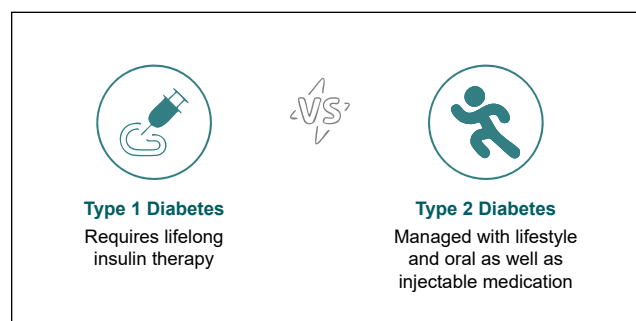 VS
Type 1 Diabetes
Requires lifelong
insulin therapy
Type 2 Diabetes
Managed with lifestyle
and oral as well as
injectable medication